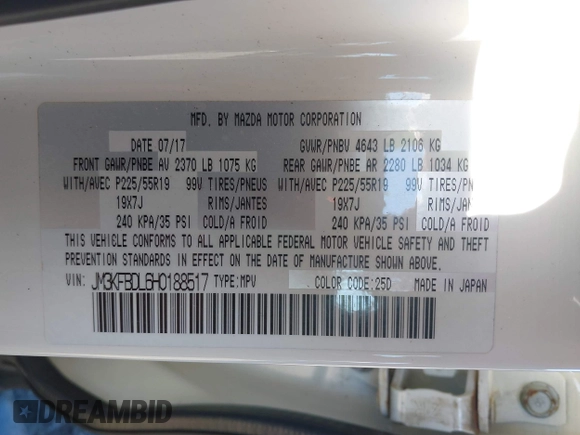 MFD. BY MAZDA MOTOR CORPORATION
DATE 07/17 GVWR/PNBV 4643 LB 2106 KG
FRONT GAWR/PNBE AV 2370 LB 1075 KG REAR GAWR/PNBE AR 2280 LB 1034 KG
WITH/AVEC P225/55R19 99V TIRES/PNEUS WITH/AVEC P225/55R19 99V TIRES/PN
19X7J RIMS/JANTES 19X7J RIMS/JANTE
240 KPA/35 PSI COLD/A FROID 240 KPA/35 PSI COLD/A FROID
THIS VEHICLE CONFORMS TO ALL APPLICABLE FEDERAL MOTOR VEHICLE SAFETY AND THEFT
PREVENTION STANDARDS IN EFFECT ON THE DATE OF MANUFACTURE SHOWN ABOVE.
VIN: JM3KFBDL6H0188517 TYPE:MPV COLOR CODE:25D MADE IN JAPAN
DREAMBID